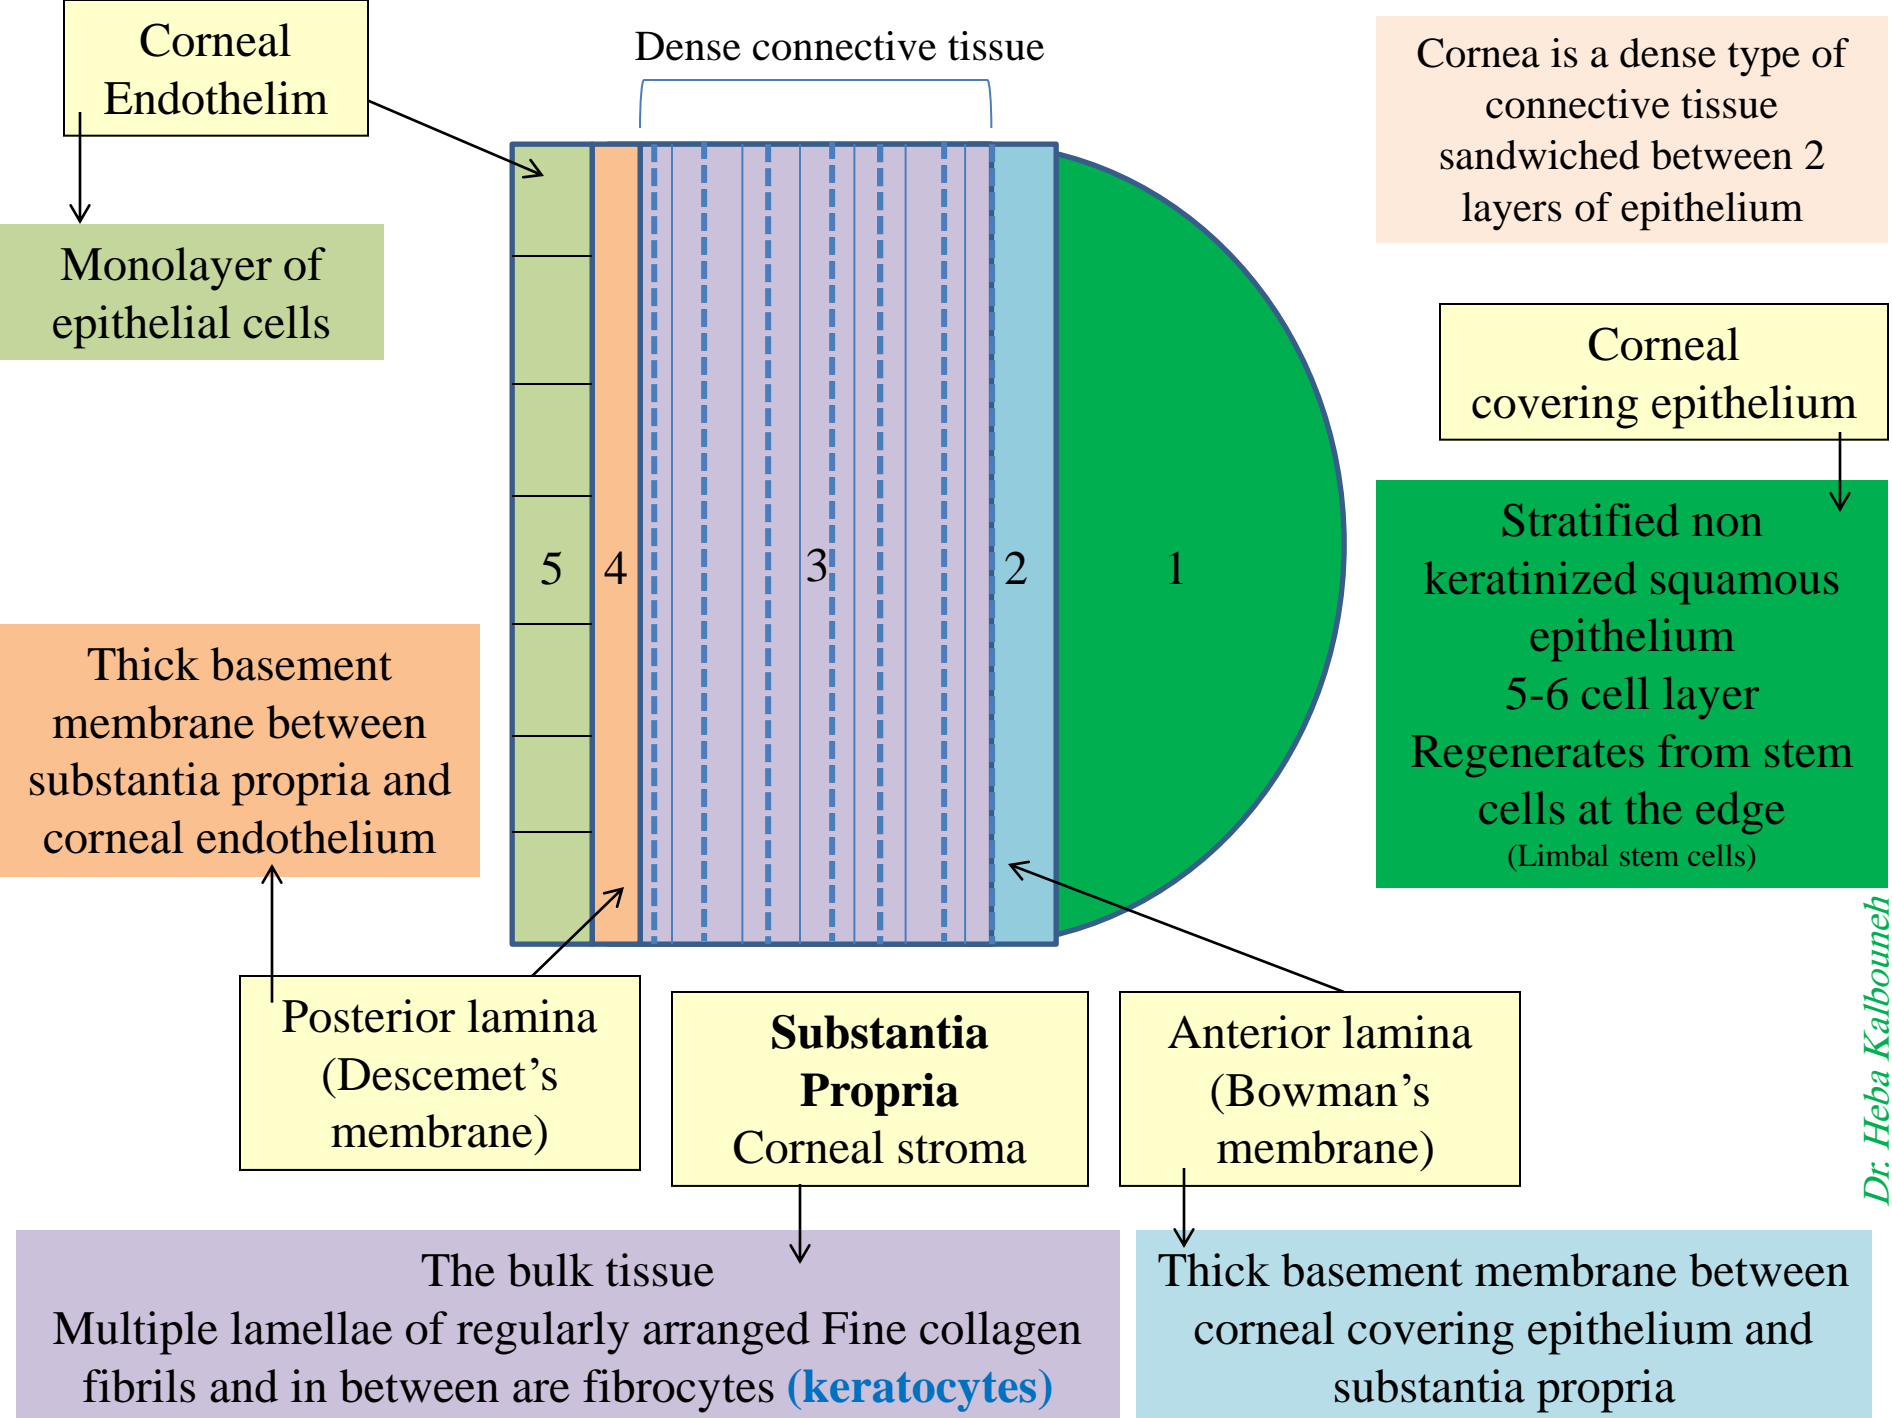 Corneal
Endothelim
Dense connective tissue
Cornea is a dense type of
connective tissue
sandwiched between 2
layers of epithelium
Monolayer of
epithelial cells
Corneal
covering epithelium
Stratified non
keratinized squamous
epithelium
5-6 cell layer
Regenerates from stem
cells at the edge
(Limbal stem cells)
5
4
3
2
1
Thick basement
membrane between
substantia propria and
corneal endothelium
Posterior lamina
(Descemet’s
membrane)
Substantia
Propria
Corneal stroma
Anterior lamina
(Bowman’s
membrane)
Dr. Heba Kalbouneh
The bulk tissue
Multiple lamellae of regularly arranged Fine collagen
fibrils and in between are fibrocytes (keratocytes)
Thick basement membrane between
corneal covering epithelium and
substantia propria